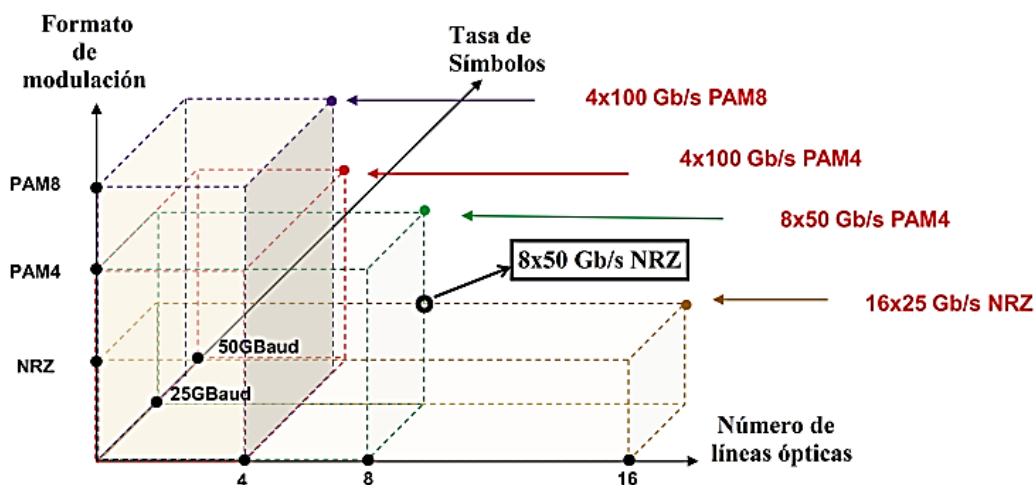 Formato
de
modulación
Tasa de
Símbolos
4x100 Gb/s PAM8
4x100 Gb/s PAM4
PAM8
8x50 Gb/s PAM4
8x50 Gb/s NRZ
PAM4
16x25 Gb/s NRZ
50GBaud
NRZ
25GBaud
Número de
líneas ópticas
4
8
16